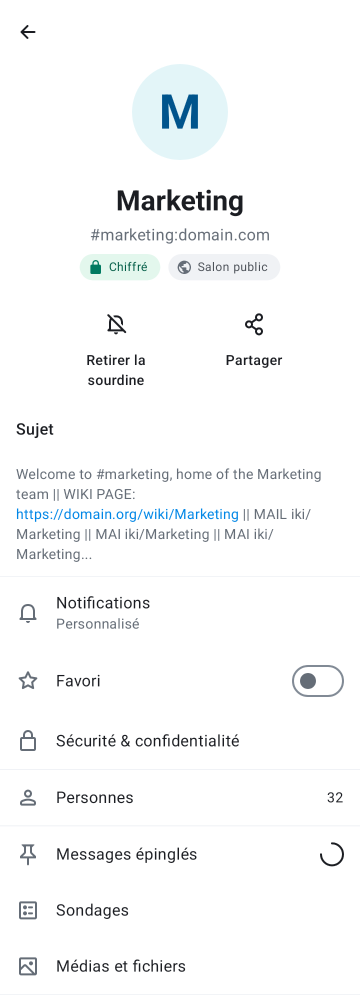 M
Marketing
#marketing:domain.com
Chiffré
Salon public
Retirer la
sourdine
Partager
Sujet
Welcome to #marketing, home of the Marketing
team || WIKI PAGE:
https://domain.org/wiki/Marketing || MAIL iki/
Marketing || MAI iki/Marketing || MAI iki/
Marketing...
Notifications
Personnalisé
Favori
Sécurité & confidentialité
Personnes 32
Messages épinglés
Sondages
Médias et fichiers